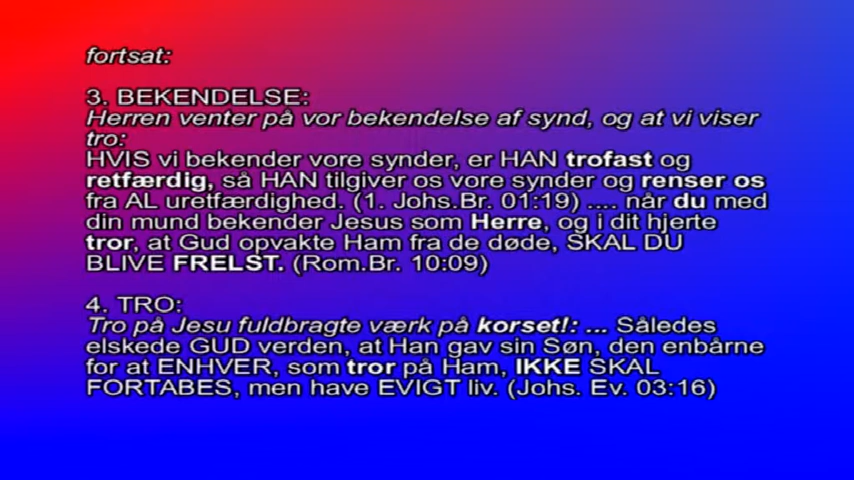 fortsat:
3. BEKENDELSE:
Herren venter på vor bekendelse af synd, og at vi viser
tro:
HVIS vi bekender vore synder, er HAN trofast og
retfærdig, så HAN tilgiver os vore synder og renser os
fra AL uretfærdighed. (1. Johs.Br. 01:19) .... når du med
din mund bekender Jesus som Herre, og i dit hjerte
tror, at Gud opvakte Ham fra de døde, SKAL DU
BLIVE FRELST. (Rom.Br. 10:09)
4. TRO:
Tro på Jesu fuldbragte værk på korset!: ... Således
elskede GUD verden, at Han gav sin Søn, den enbårne
for at ENHVER, som tror på Ham, IKKE SKAL
FORTABES, men have EVIGT liv. (Johs. Ev. 03:16)